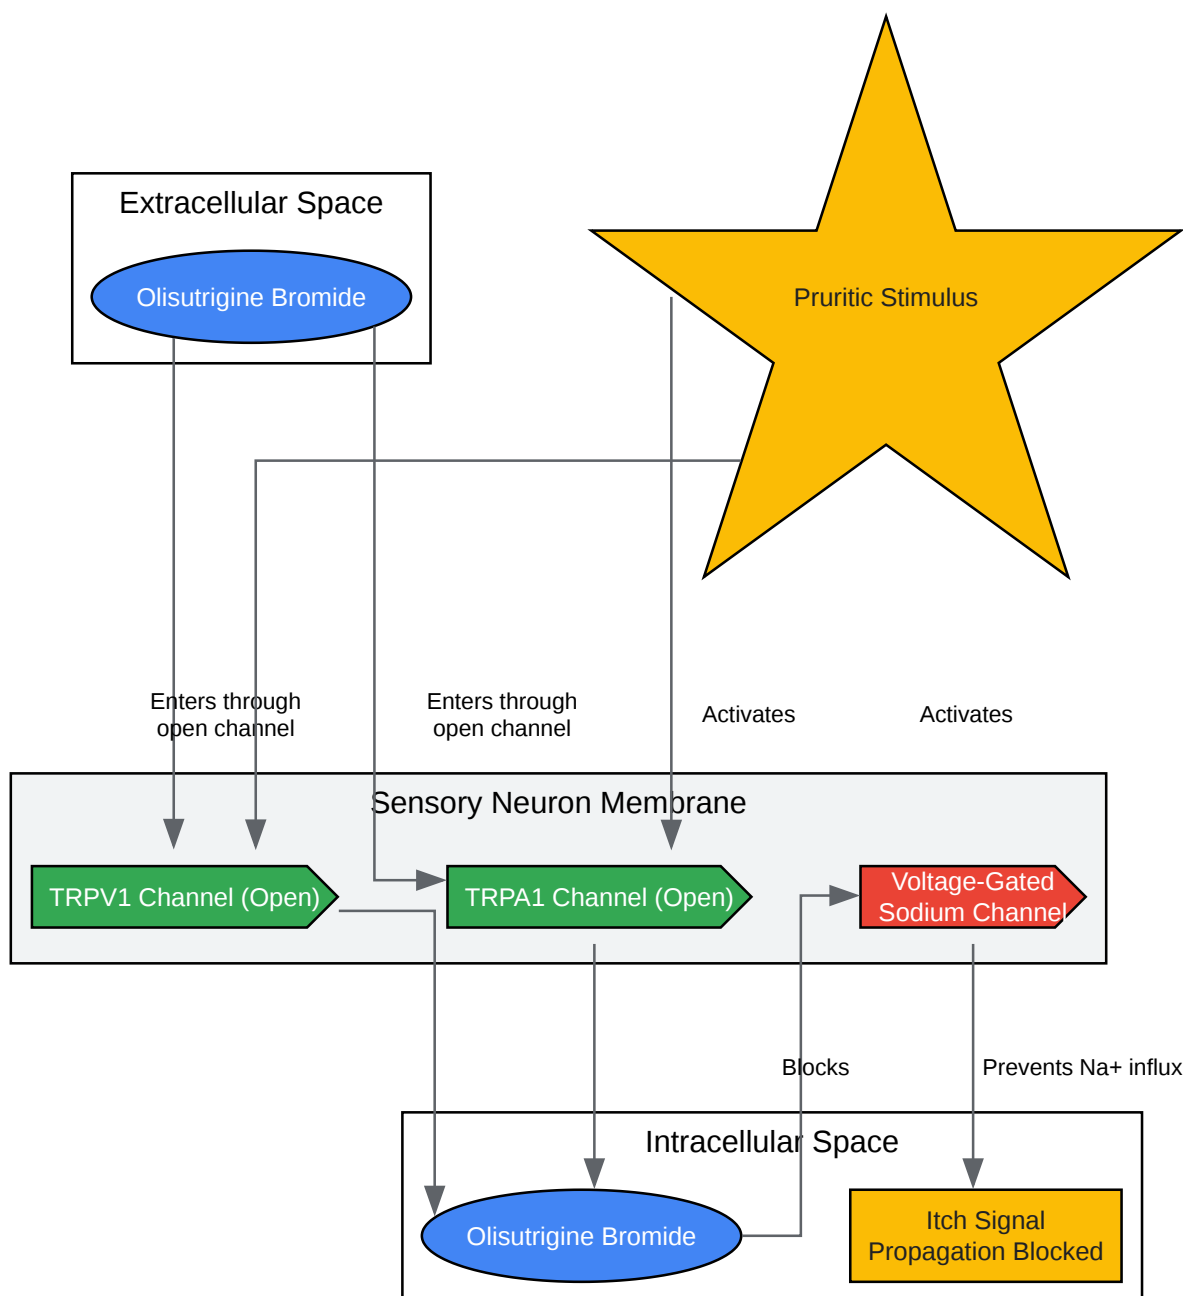 Extracellular Space
Olisutrigine Bromide
Pruritic Stimulus
Enters through
open channel
Enters through
open channel
Activates
Activates
Sensory Neuron Membrane
TRPV1 Channel (Open)
TRPA1 Channel (Open)
Voltage-Gated
Sodium Channel
Blocks
Prevents Na+ influx
Intracellular Space
Olisutrigine Bromide
Itch Signal
Propagation Blocked